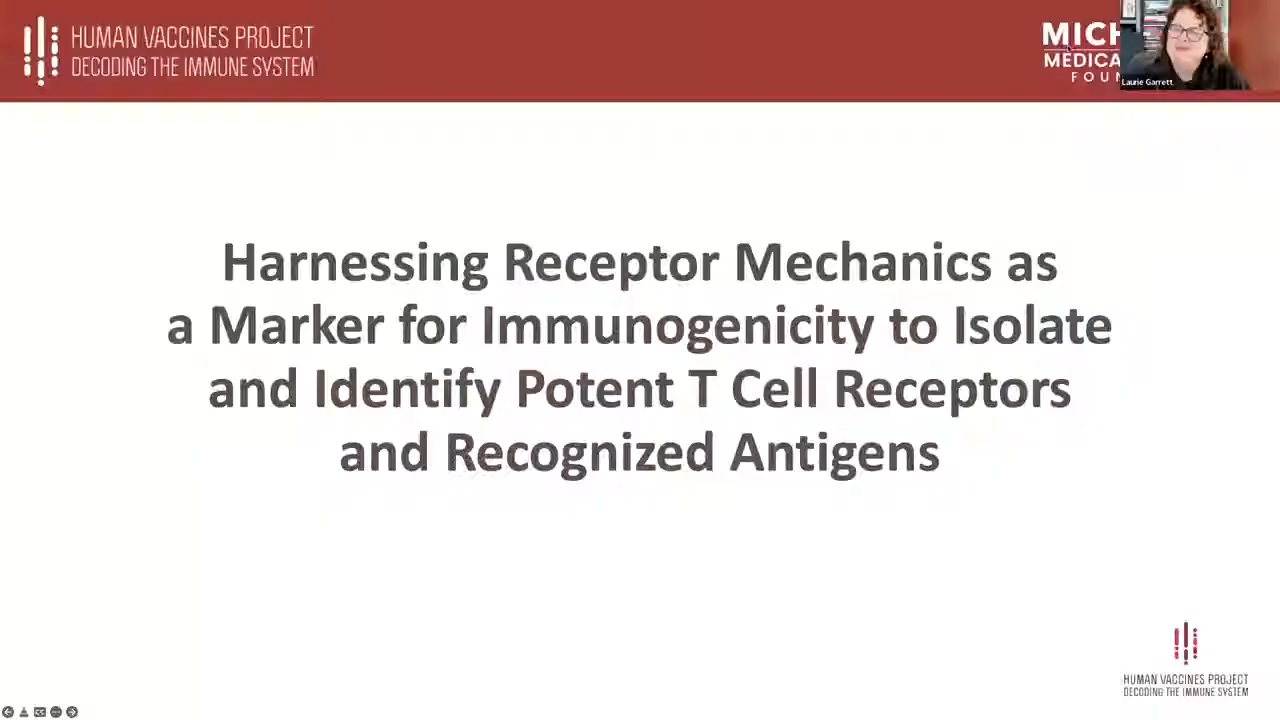 HUMAN VACCINES PROJECT
DECODING THE IMMUNE SYSTEM
Laurie Garrett
Harnessing Receptor Mechanics as
a Marker for Immunogenicity to Isolate
and Identify Potent T Cell Receptors
and Recognized Antigens
HUMAN VACCINES PROJECT
DECODING THE IMMUNE SYSTEM